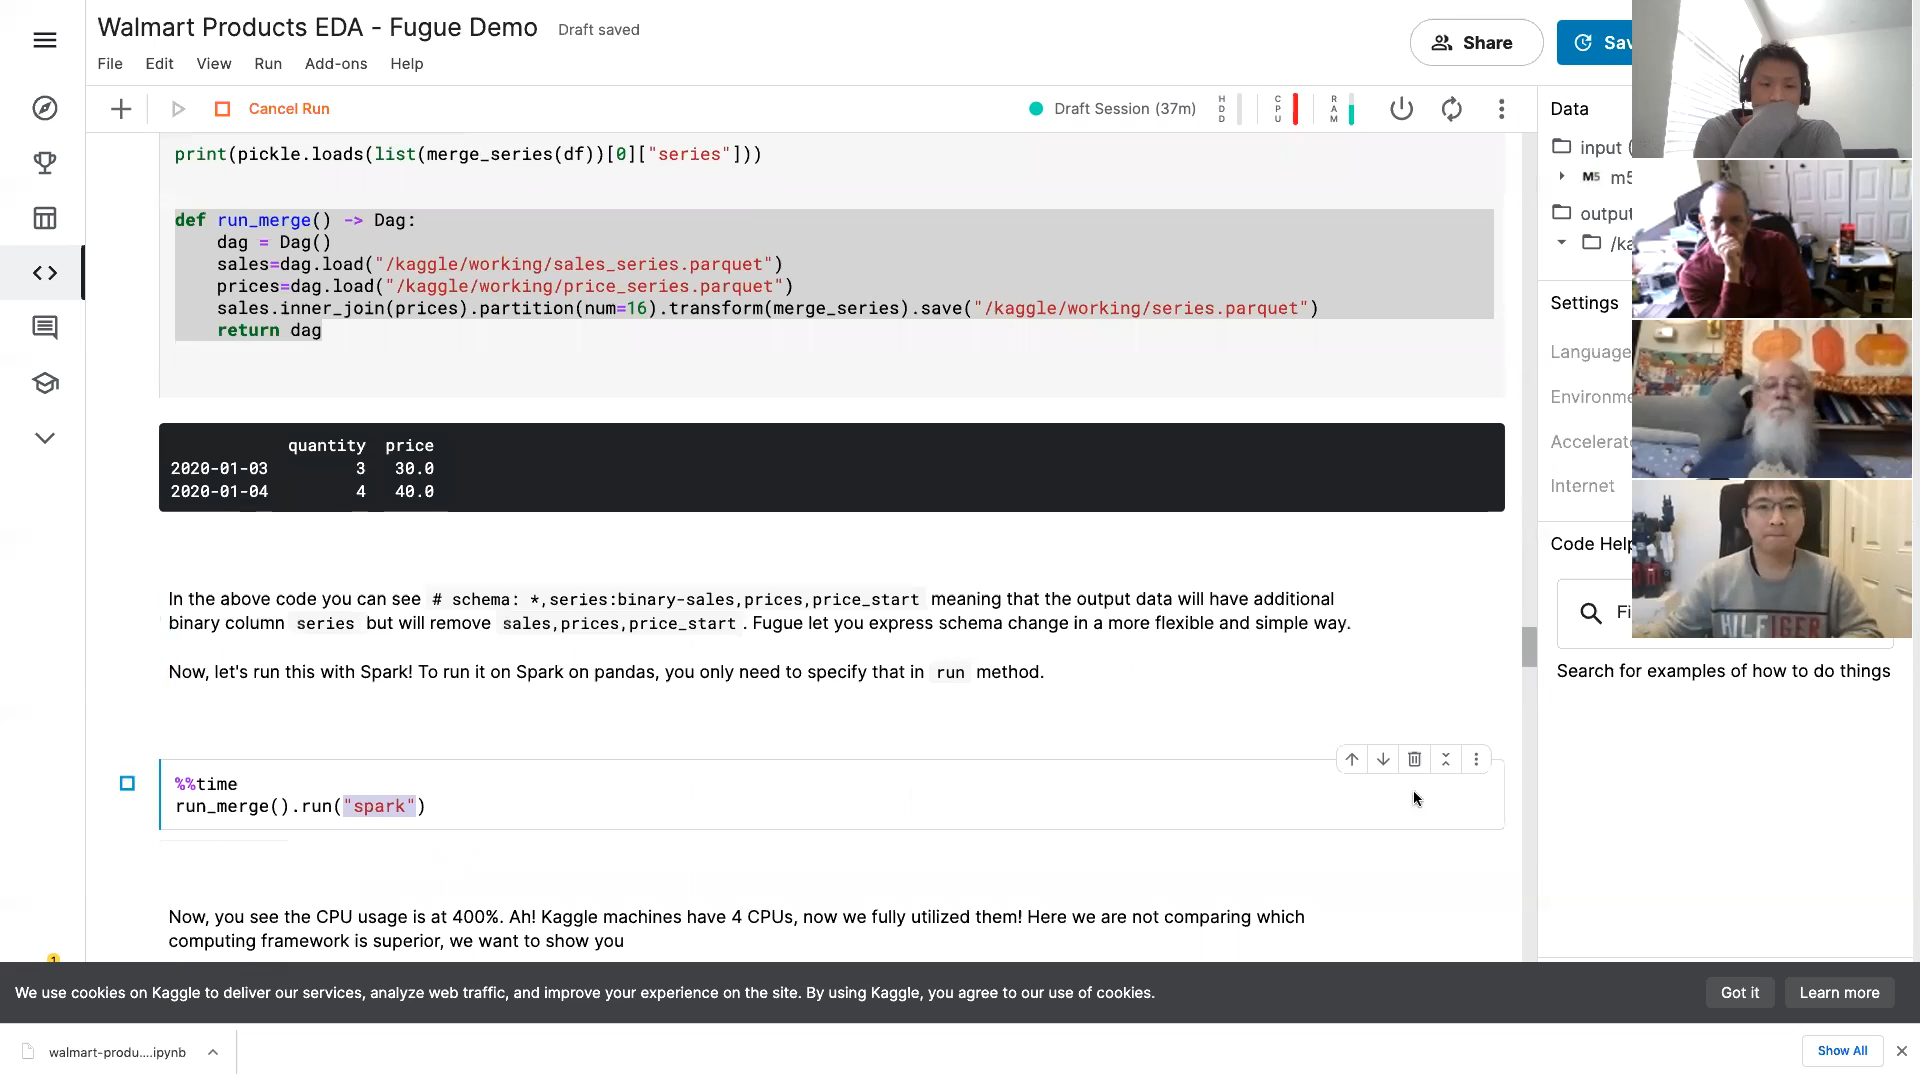 Walmart Products EDA - Fugue Demo
Draft saved
File Edit View Run Add-ons Help
Share
Sav
Cancel Run
Draft Session (37m)
HDD
CPU
RAM
print(pickle.loads(list(merge_series(df))[0]["series"]))
def run_merge() -> Dag:
    dag = Dag()
    sales=dag.load("/kaggle/working/sales_series.parquet")
    prices=dag.load("/kaggle/working/price_series.parquet")
    sales.inner_join(prices).partition(num=16).transform(merge_series).save("/kaggle/working/series.parquet")
    return dag
quantity price
2020-01-03 3 30.0
2020-01-04 4 40.0
In the above code you can see # schema: *,series:binary-sales,prices,price_start meaning that the output data will have additional
binary column series but will remove sales,prices,price_start . Fugue let you express schema change in a more flexible and simple way.
Now, let's run this with Spark! To run it on Spark on pandas, you only need to specify that in run method.
%%time
run_merge().run("spark")
Now, you see the CPU usage is at 400%. Ah! Kaggle machines have 4 CPUs, now we fully utilized them! Here we are not comparing which
computing framework is superior, we want to show you
Data
input (
M5 m5
output
/ka
Settings
Language
Environme
Accelerat
Internet
Code Help
Fi
Search for examples of how to do things
HILFIGER
1
We use cookies on Kaggle to deliver our services, analyze web traffic, and improve your experience on the site. By using Kaggle, you agree to our use of cookies.
Got it
Learn more
walmart-produ....ipynb
Show All